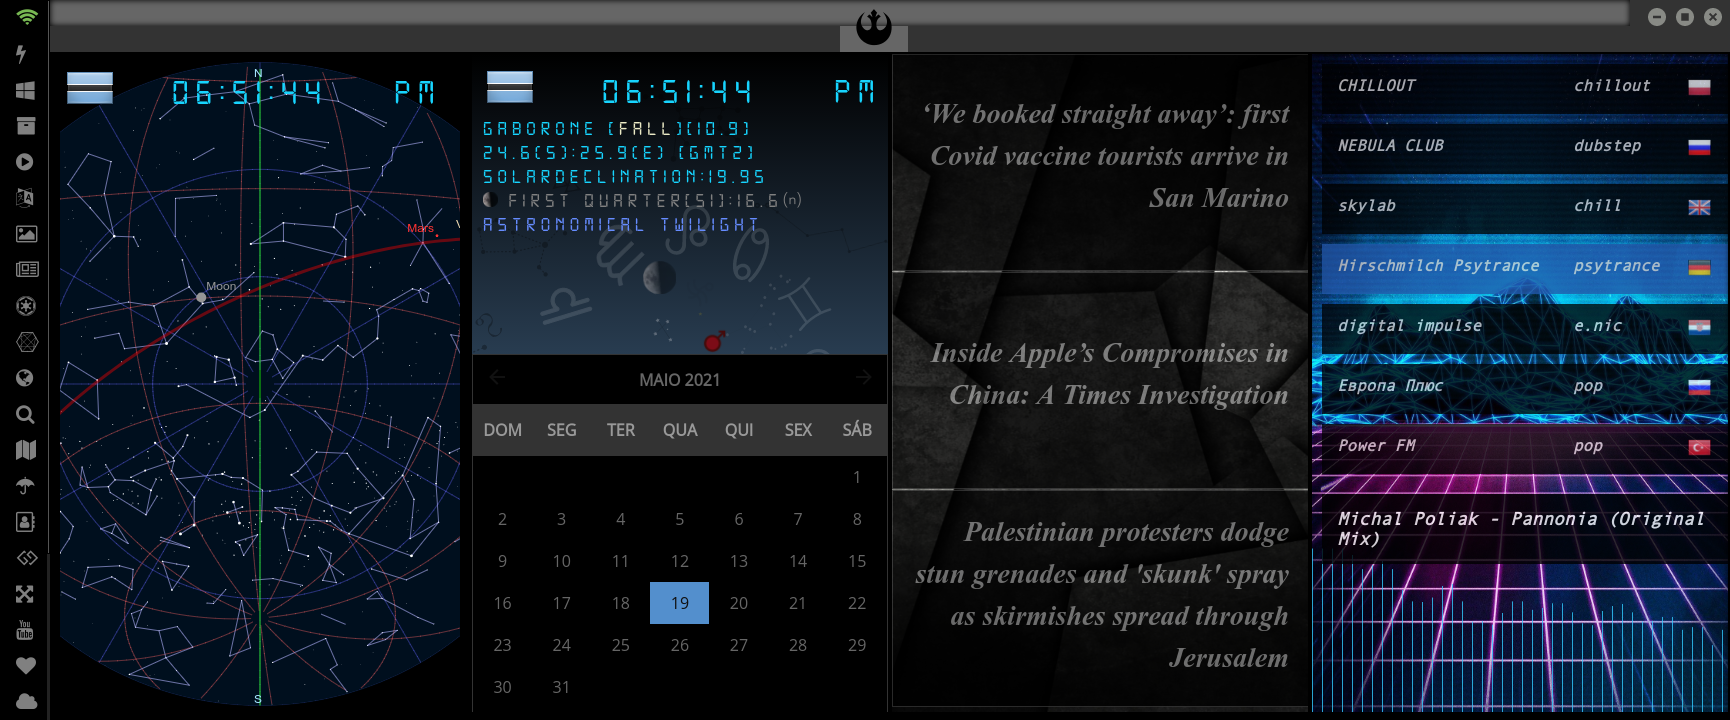 N
06:51:44 PM
Mars
Moon
S
06:51:44 PM
GABORONE (FALL)(10.9)
24.6(S):25.9(E) (GMT2)
SOLARDECLINATION:19.95
FIRST QUARTER(51):16.6(n)
ASTRONOMICAL TWILIGHT
MAIO 2021
DOM SEG TER QUA QUI SEX SÁB
1
2 3 4 5 6 7 8
9 10 11 12 13 14 15
16 17 18 19 20 21 22
23 24 25 26 27 28 29
30 31
‘We booked straight away’: first
Covid vaccine tourists arrive in
San Marino
Inside Apple’s Compromises in
China: A Times Investigation
Palestinian protesters dodge
stun grenades and 'skunk' spray
as skirmishes spread through
Jerusalem
CHILLOUT chillout
NEBULA CLUB dubstep
skylab chill
Hirschmilch Psytrance psytrance
digital impulse e.nic
Европа Плюс pop
Power FM pop
Michal Poliak - Pannonia (Original
Mix)
You
Tube